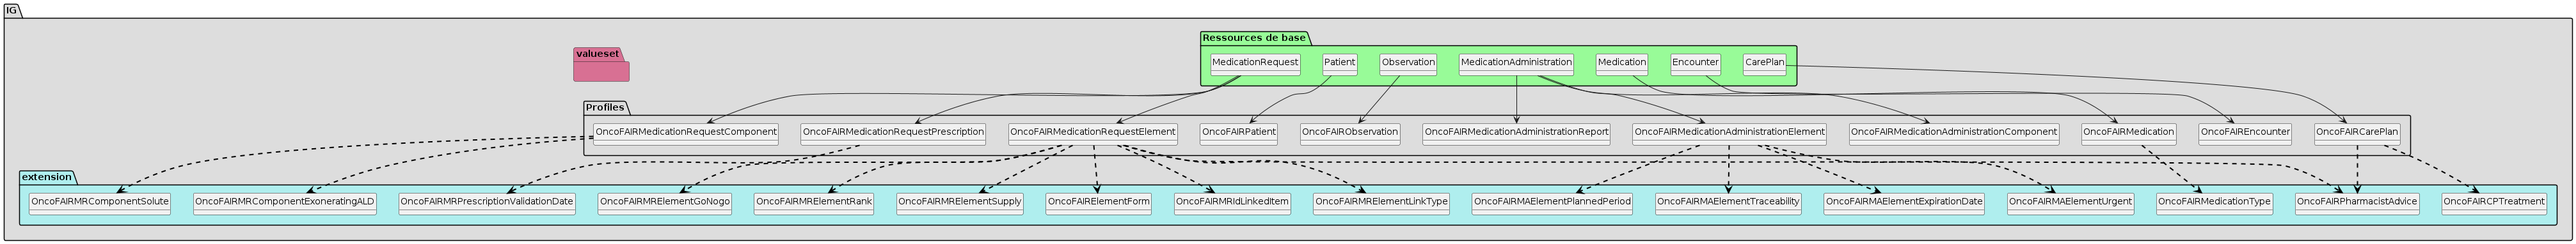 IG
Ressources de base
valueset
MedicationRequest
Patient
Observation
MedicationAdministration
Medication
Encounter
CarePlan
Profiles
OncoFAIRMedicationRequestComponent
OncoFAIRMedicationRequestPrescription
OncoFAIRMedicationRequestElement
OncoFAIRPatient
OncoFAIRObservation
OncoFAIRMedicationAdministrationReport
OncoFAIRMedicationAdministrationElement
OncoFAIRMedicationAdministrationComponent
OncoFAIRMedication
OncoFAIREncounter
OncoFAIRCarePlan
extension
OncoFAIRMRComponentSolute
OncoFAIRMRComponentExoneratingALD
OncoFAIRMRPrescriptionValidationDate
OncoFAIRMRElementGoNogo
OncoFAIRMRElementRank
OncoFAIRMRElementSupply
OncoFAIRElementForm
OncoFAIRMRIdLinkedItem
OncoFAIRMRElementLinkType
OncoFAIRMAElementPlannedPeriod
OncoFAIRMAElementTraceability
OncoFAIRMAElementExpirationDate
OncoFAIRMAElementUrgent
OncoFAIRMedicationType
OncoFAIRPharmacistAdvice
OncoFAIRCPTreatment